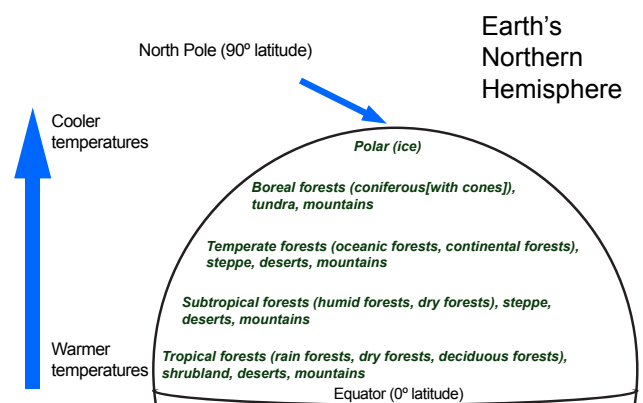 Earth's
Northern
Hemisphere
North Pole (90º latitude)
Cooler
temperatures
Polar (ice)
Boreal forests (coniferous[with cones]),
tundra, mountains
Temperate forests (oceanic forests, continental forests),
steppe, deserts, mountains
Subtropical forests (humid forests, dry forests), steppe,
deserts, mountains
Warmer
temperatures
Tropical forests (rain forests, dry forests, deciduous forests),
shrubland, deserts, mountains
Equator (0º latitude)